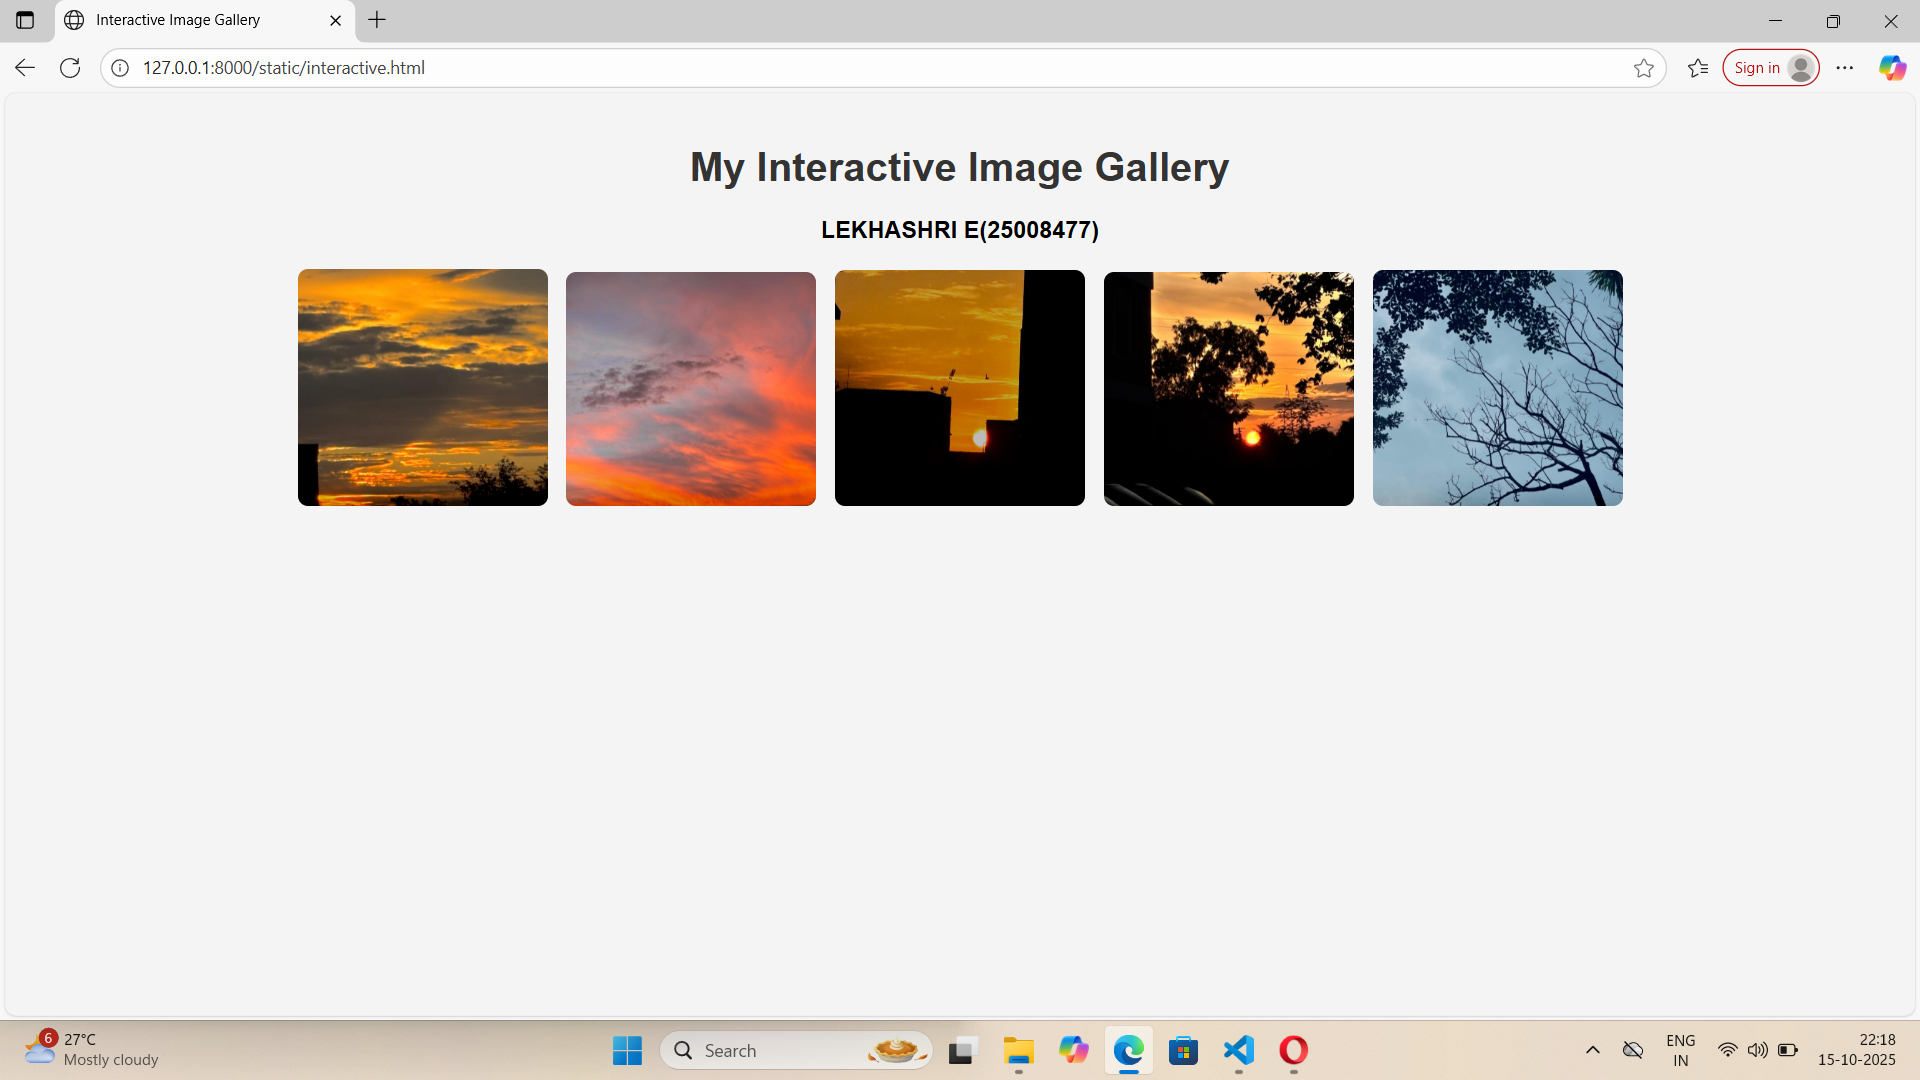 Interactive Image Gallery
127.0.0.1:8000/static/interactive.html
Sign in
My Interactive Image Gallery
LEKHASHRI E(25008477)
6
27°C
Mostly cloudy
Search
ENG
IN
22:18
15-10-2025